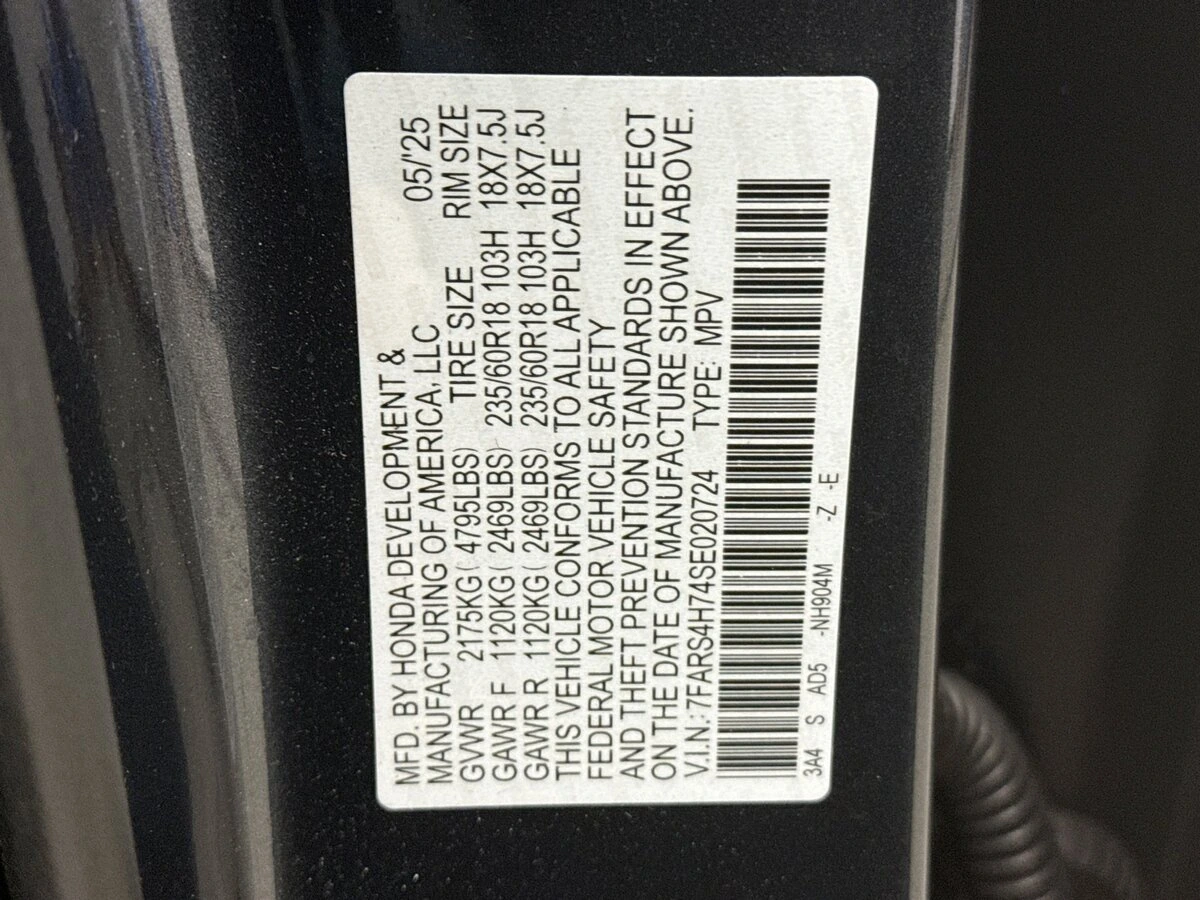 MFD. BY HONDA DEVELOPMENT &
MANUFACTURING OF AMERICA, LLC 05/'25
GVWR 2175KG( 4795LBS) TIRE SIZE RIM SIZE
GAWR F 1120KG( 2469LBS) 235/60R18 103H 18X7.5J
GAWR R 1120KG( 2469LBS) 235/60R18 103H 18X7.5J
THIS VEHICLE CONFORMS TO ALL APPLICABLE
FEDERAL MOTOR VEHICLE SAFETY
AND THEFT PREVENTION STANDARDS IN EFFECT
ON THE DATE OF MANUFACTURE SHOWN ABOVE.
V.I.N.: 7FARS4H74SE020724 TYPE: MPV
3A4 S AD5 -NH904M -Z -E